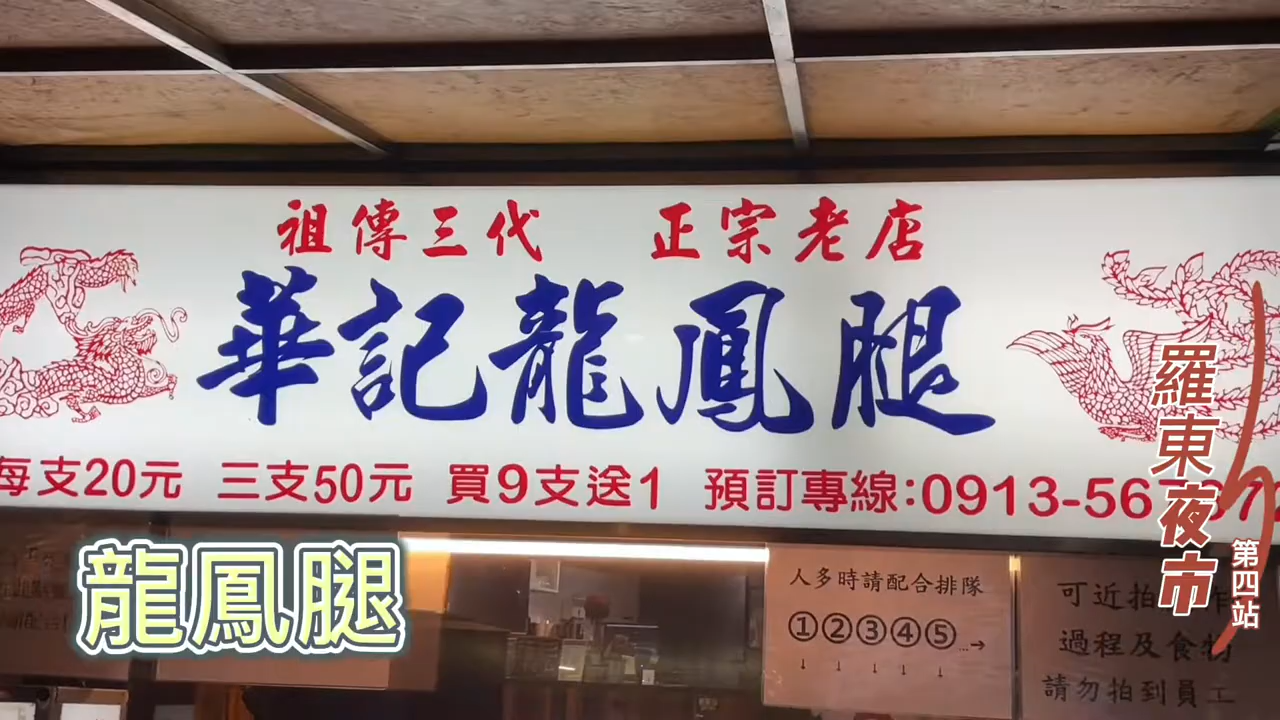 祖傳三代 正宗老店
華記龍鳳腿
每支20元 三支50元 買9支送1 預訂專線:0913-56
龍鳳腿
羅東夜市
第四站
人多時請配合排隊
①②③④⑤...→
↓ ↓ ↓ ↓ ↓
可近拍
過程及食物
請勿拍到員工